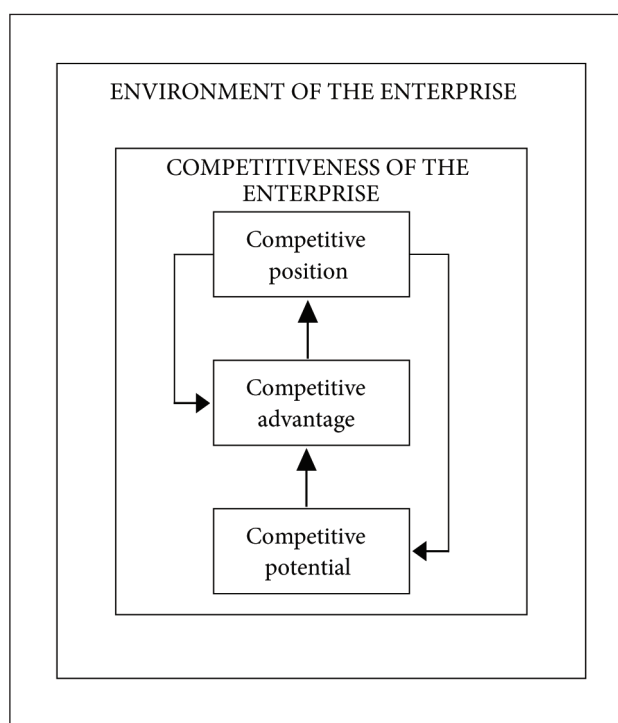 ENVIRONMENT OF THE ENTERPRISE
COMPETITIVENESS OF THE
ENTERPRISE
Competitive
position
Competitive
advantage
Competitive
potential